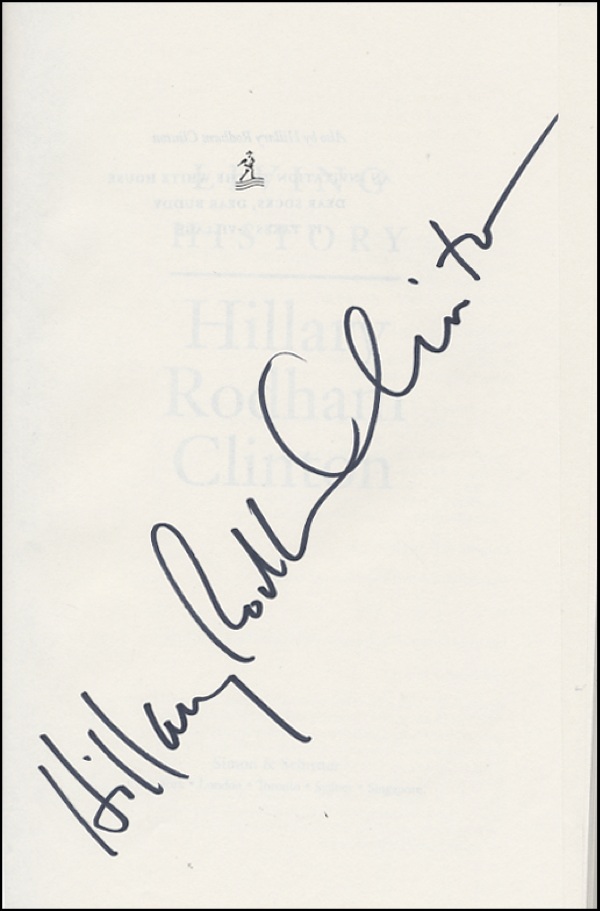 Also by Hillary Rodham Clinton
AN INVITATION TO THE WHITE HOUSE
DEAR SOCKS, DEAR BUDDY
IT TAKES A VILLAGE
LIVING
HISTORY
Hillary
Rodham
Clinton
Hillary Rodham Clinton
Simon & Schuster
London • Toronto • Sydney • Singapore